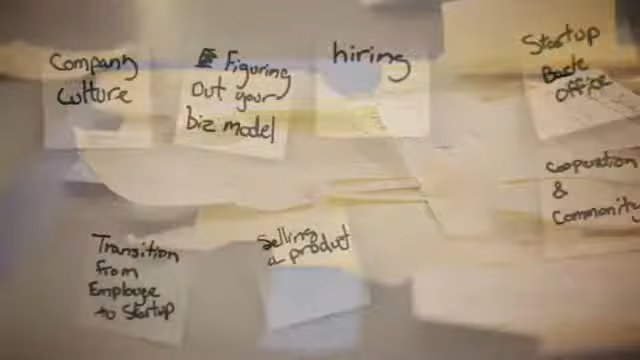 Company
Culture
Figuring
Out your
biz model
hiring
Startup
Back
Office
Cooperation
&
Community
Transition
from
Employee
to Startup
Selling
a product